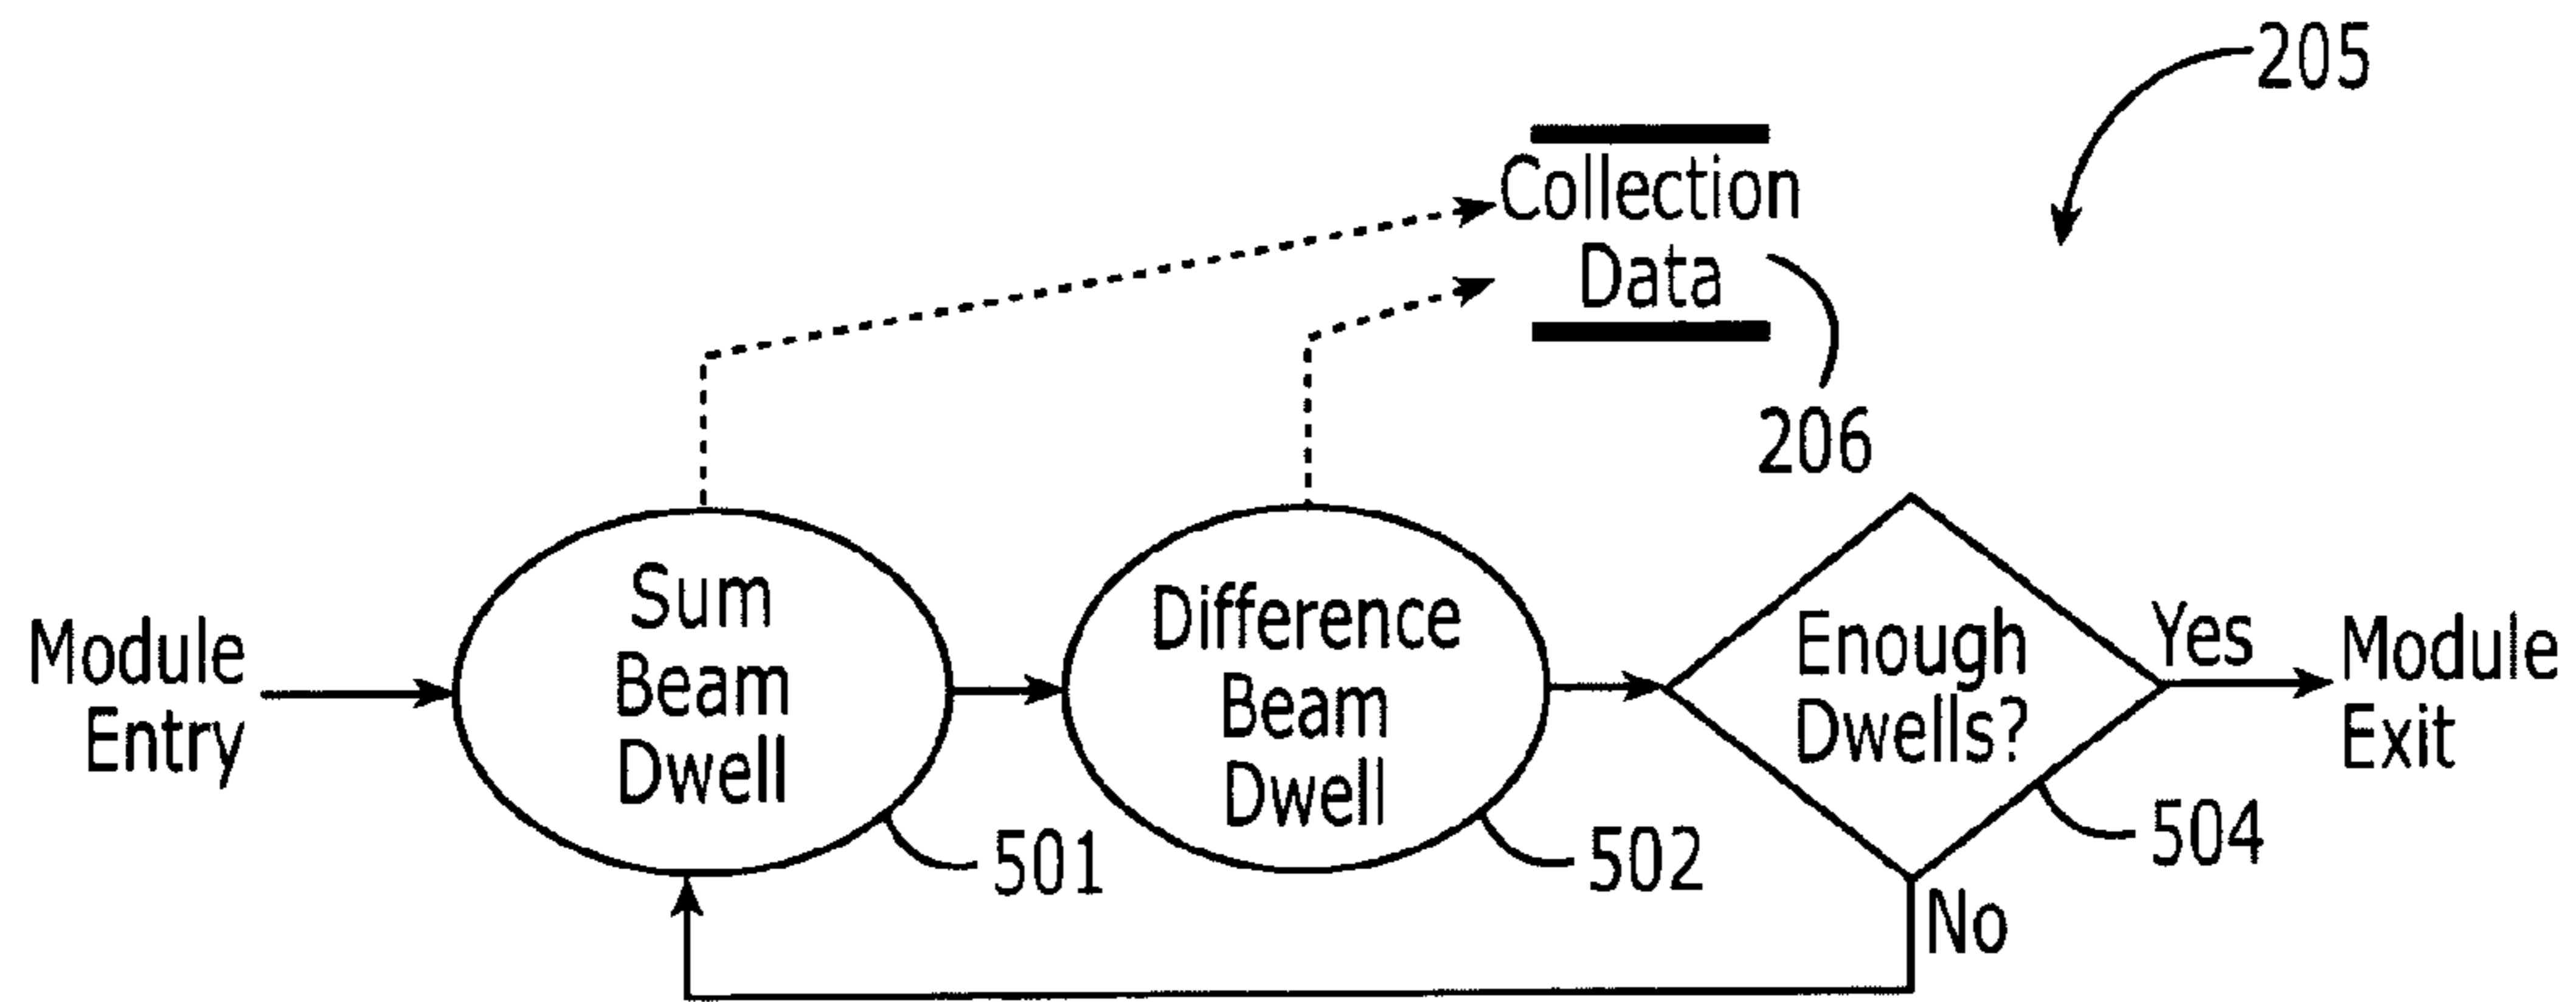 205
Collection
Data
206
Module
Entry
Sum
Beam
Dwell
501
Difference
Beam
Dwell
502
Enough
Dwells?
504
Yes
No
Module
Exit